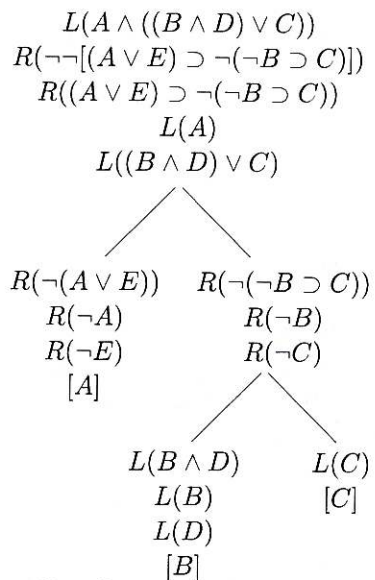 L(A ∧ ((B ∧ D) ∨ C))
R(¬¬[(A ∨ E) ⊃ ¬(¬B ⊃ C)])
R((A ∨ E) ⊃ ¬(¬B ⊃ C))
L(A)
L((B ∧ D) ∨ C)
R(¬(A ∨ E)) R(¬(¬B ⊃ C))
R(¬A) R(¬B)
R(¬E) R(¬C)
[A]
L(B ∧ D) L(C)
L(B) [C]
L(D)
[B]